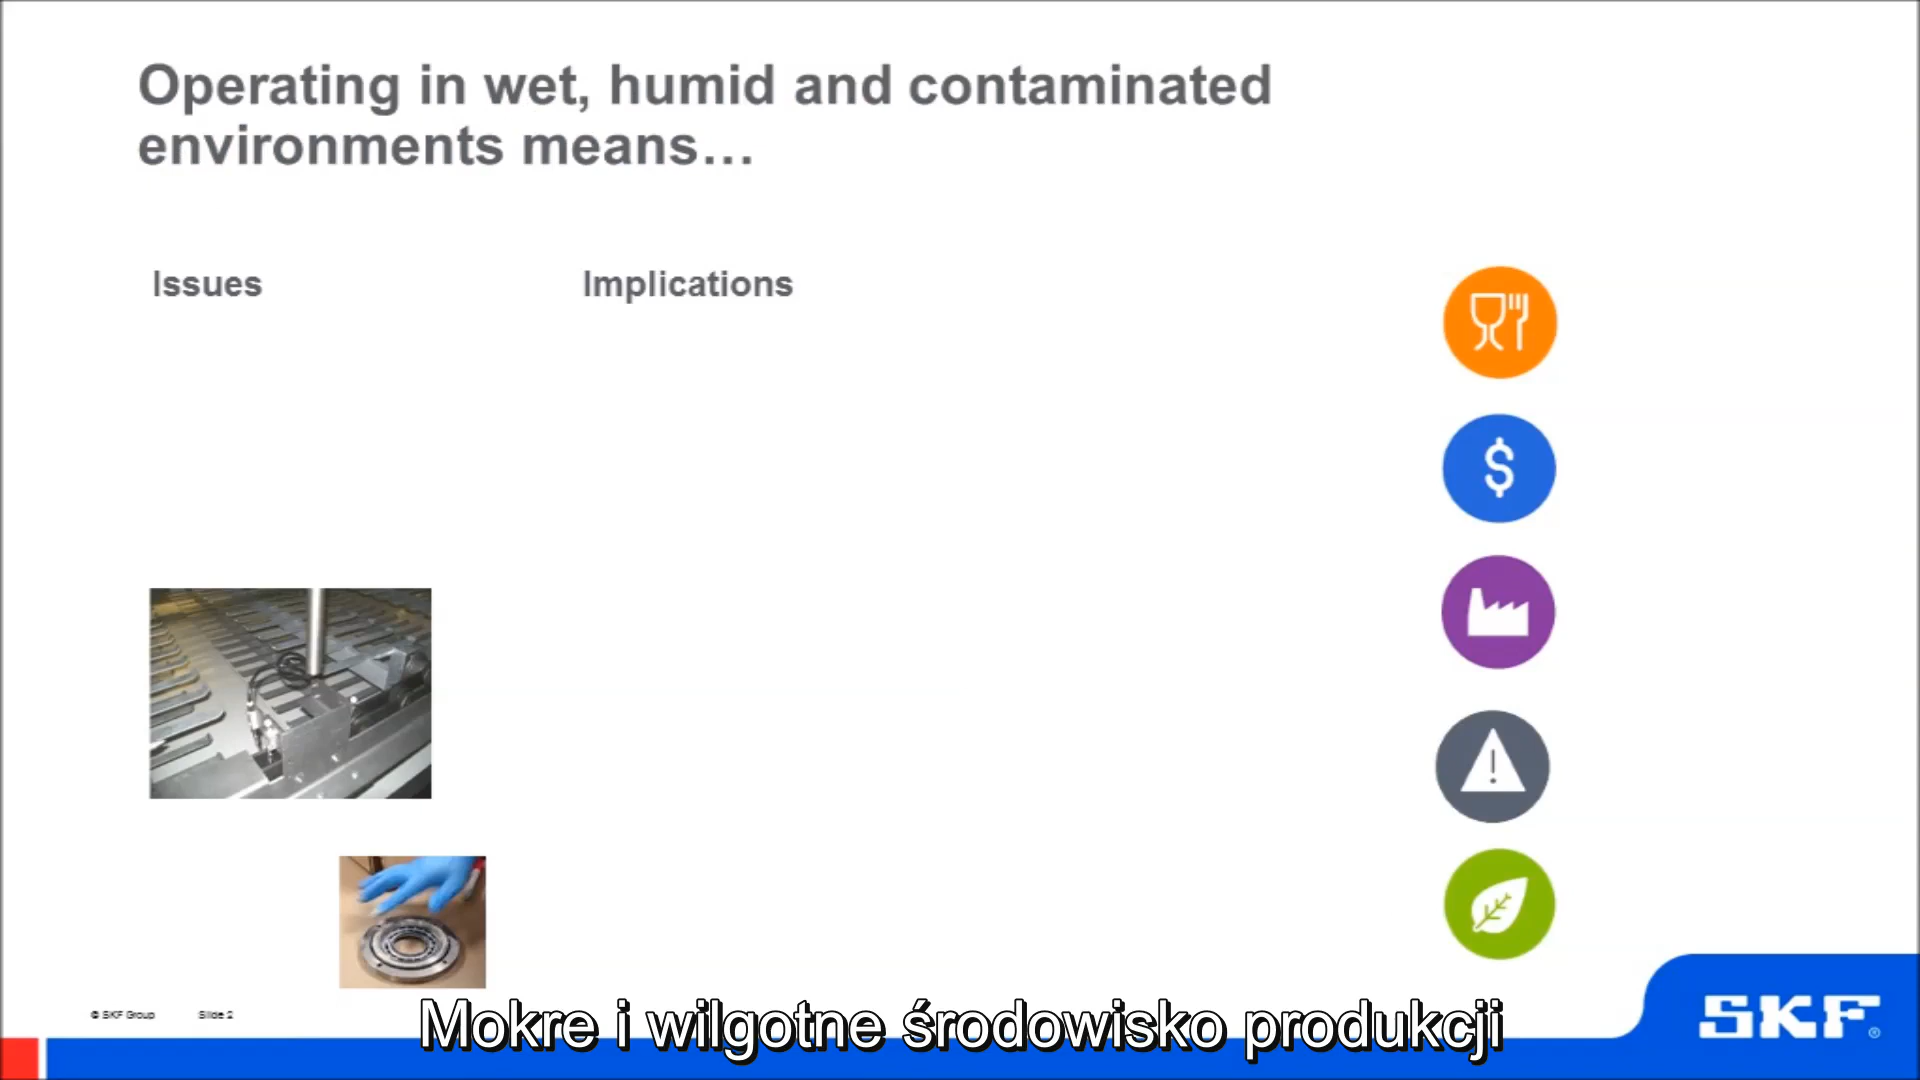 Operating in wet, humid and contaminated
environments means…
Issues
Implications
$
!
© SKF Group
Slide 2
Mokre i wilgotne środowisko produkcji
SKF®